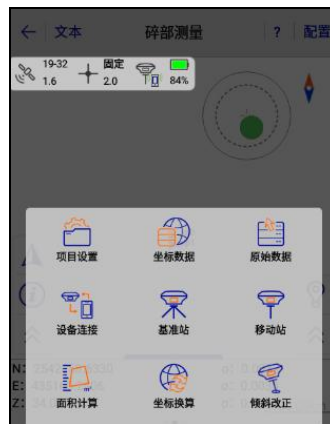 文本 碎部测量 ? 配置
19-32 固定
1.6 2.0 84%
项目设置 坐标数据 原始数据
设备连接 基准站 移动站
N:
E:
Z:
面积计算 坐标换算 倾斜改正